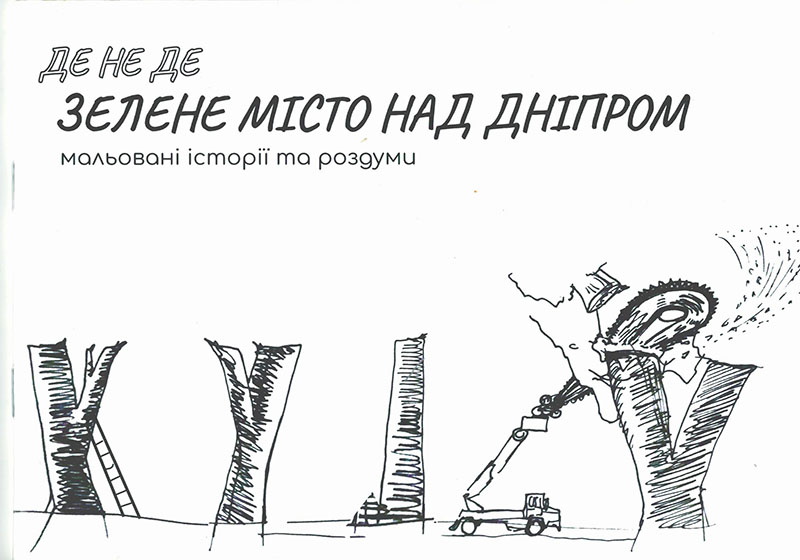 ДЕ НЕ ДЕ
ЗЕЛЕНЕ МІСТО НАД ДНІПРОМ
мальовані історії та роздуми